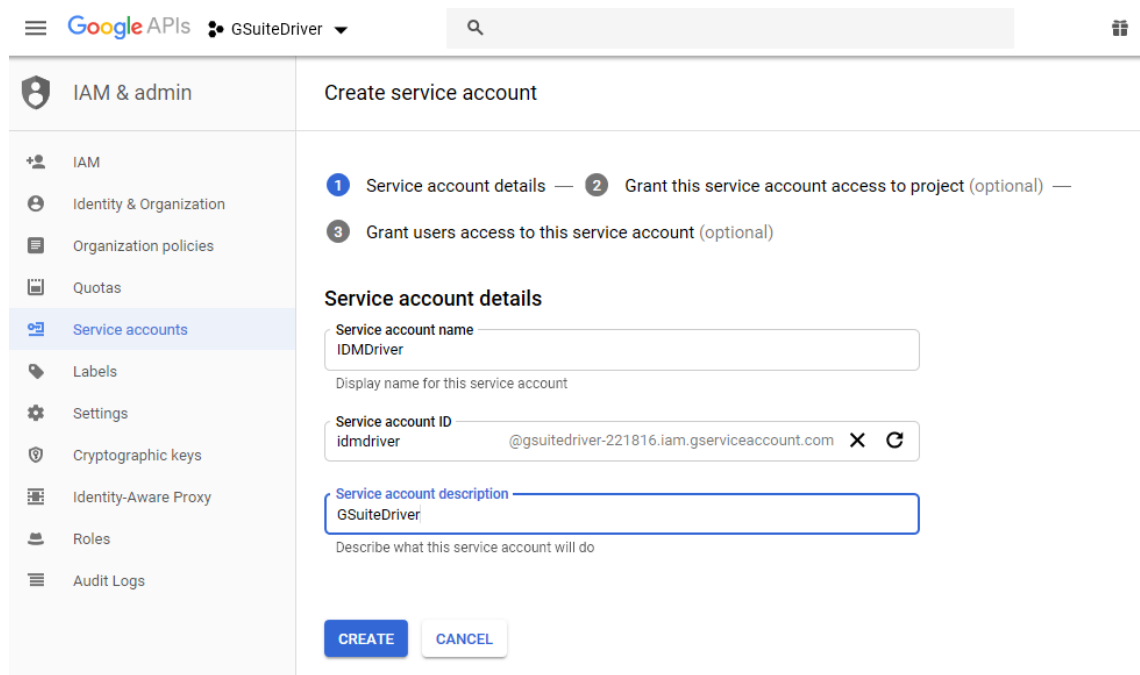 Google APIs GSuiteDriver
IAM & admin
Create service account
IAM
Identity & Organization
Organization policies
Quotas
Service accounts
Labels
Settings
Cryptographic keys
Identity-Aware Proxy
Roles
Audit Logs
1 Service account details — 2 Grant this service account access to project (optional) —
3 Grant users access to this service account (optional)
Service account details
Service account name
IDMDriver
Display name for this service account
Service account ID
idmdriver @gsuitedriver-221816.iam.gserviceaccount.com
Service account description
GSuiteDriver
Describe what this service account will do
CREATE CANCEL